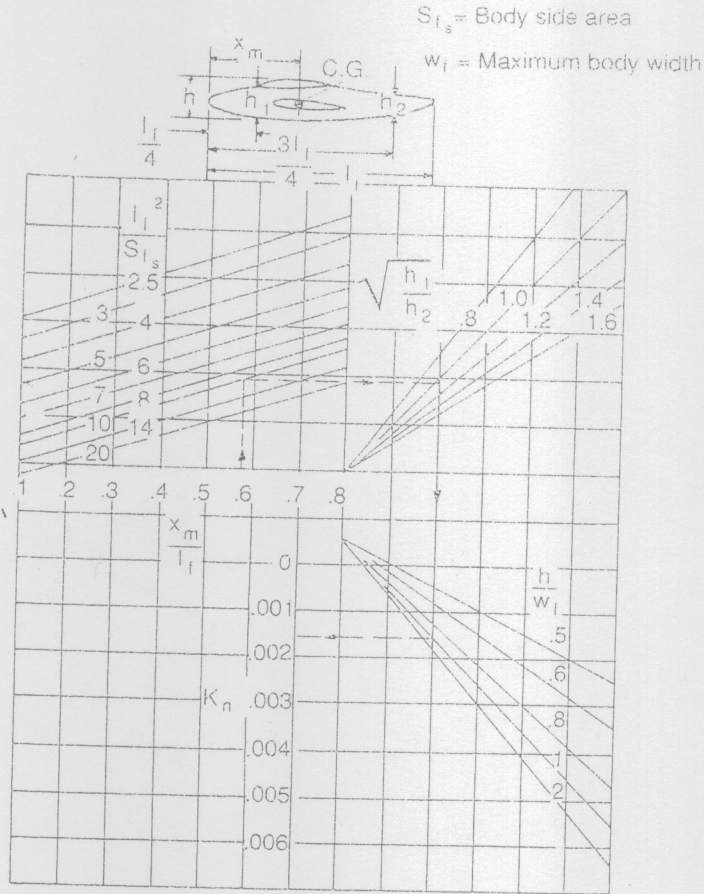 S_fs = Body side area
w_f = Maximum body width
x_m
C.G.
h
h_1
h_2
l_f/4
3l_f/4
l_f
l_f^2/S_fs
2.5
3
4
5
6
7
8
10
14
20
√h_1/h_2
.8
1.0
1.2
1.4
1.6
.1 .2 .3 .4 .5 .6 .7 .8
x_m/l_f
0
.001
.002
K_n .003
.004
.005
.006
h/w_f
.5
.6
.8
1
2